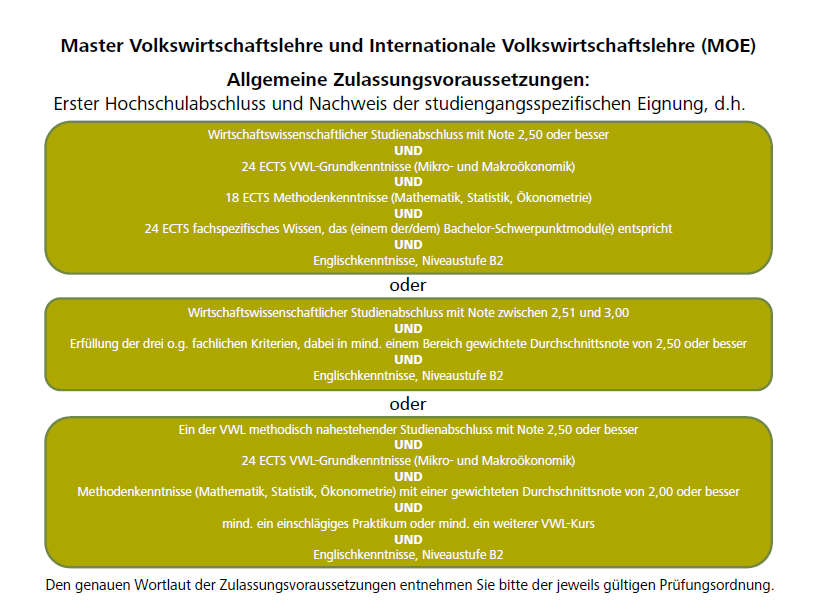 Master Volkswirtschaftslehre und Internationale Volkswirtschaftslehre (MOE)
Allgemeine Zulassungsvoraussetzungen:
Erster Hochschulabschluss und Nachweis der studiengangsspezifischen Eignung, d.h.
Wirtschaftswissenschaftlicher Studienabschluss mit Note 2,50 oder besser
UND
24 ECTS VWL-Grundkenntnisse (Mikro- und Makroökonomik)
UND
18 ECTS Methodenkenntnisse (Mathematik, Statistik, Ökonometrie)
UND
24 ECTS fachspezifisches Wissen, das (einem der/dem) Bachelor-Schwerpunktmodul(e) entspricht
UND
Englischkenntnisse, Niveaustufe B2
oder
Wirtschaftswissenschaftlicher Studienabschluss mit Note zwischen 2,51 und 3,00
UND
Erfüllung der drei o.g. fachlichen Kriterien, dabei in mind. einem Bereich gewichtete Durchschnittsnote von 2,50 oder besser
UND
Englischkenntnisse, Niveaustufe B2
oder
Ein der VWL methodisch nahestehender Studienabschluss mit Note 2,50 oder besser
UND
24 ECTS VWL-Grundkenntnisse (Mikro- und Makroökonomik)
UND
Methodenkenntnisse (Mathematik, Statistik, Ökonometrie) mit einer gewichteten Durchschnittsnote von 2,00 oder besser
UND
mind. ein einschlägiges Praktikum oder mind. ein weiterer VWL-Kurs
UND
Englischkenntnisse, Niveaustufe B2
Den genauen Wortlaut der Zulassungsvoraussetzungen entnehmen Sie bitte der jeweils gültigen Prüfungsordnung.